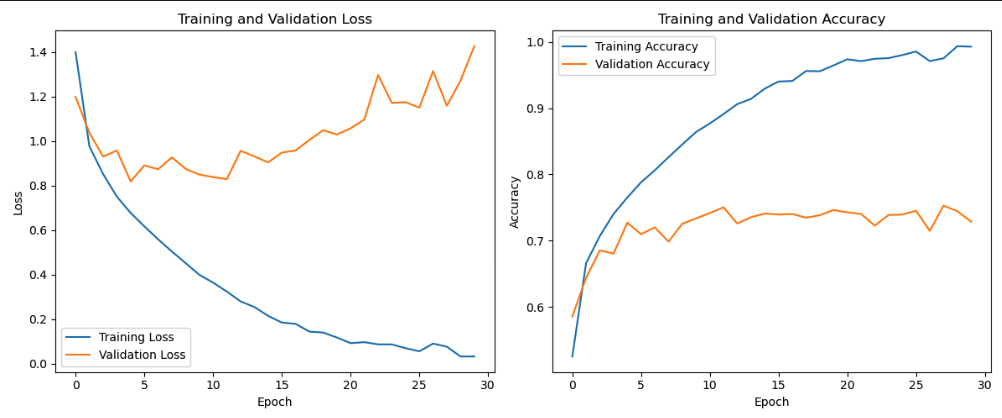 Training and Validation Loss
1.4
1.2
1.0
0.8
0.6
0.4
0.2
0.0
Loss
Training Loss
Validation Loss
0 5 10 15 20 25 30
Epoch
Training and Validation Accuracy
1.0
0.9
0.8
0.7
0.6
Accuracy
Training Accuracy
Validation Accuracy
0 5 10 15 20 25 30
Epoch